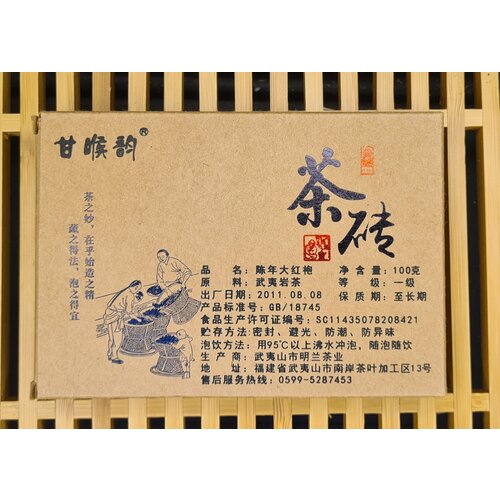 甘睺韵®
茶之妙，在乎始造之精
藏之得法，泡之得宜
茶砖
品 名：陈年大红袍
净 含 量：100克
原 料：武夷岩茶
等 级：一级
出厂日期：2011.08.08
保 质 期：至长期
产品标准号：GB/18745
食品生产许可证编号：SC11435078208421
贮存方法：密封、避光、防潮、防异味
泡饮方法：用95℃以上沸水冲泡，随泡随饮
生 产 商：武夷山市明兰茶业
地 址：福建省武夷山市南岸茶叶加工区13号
售后服务热线：0599-5287453